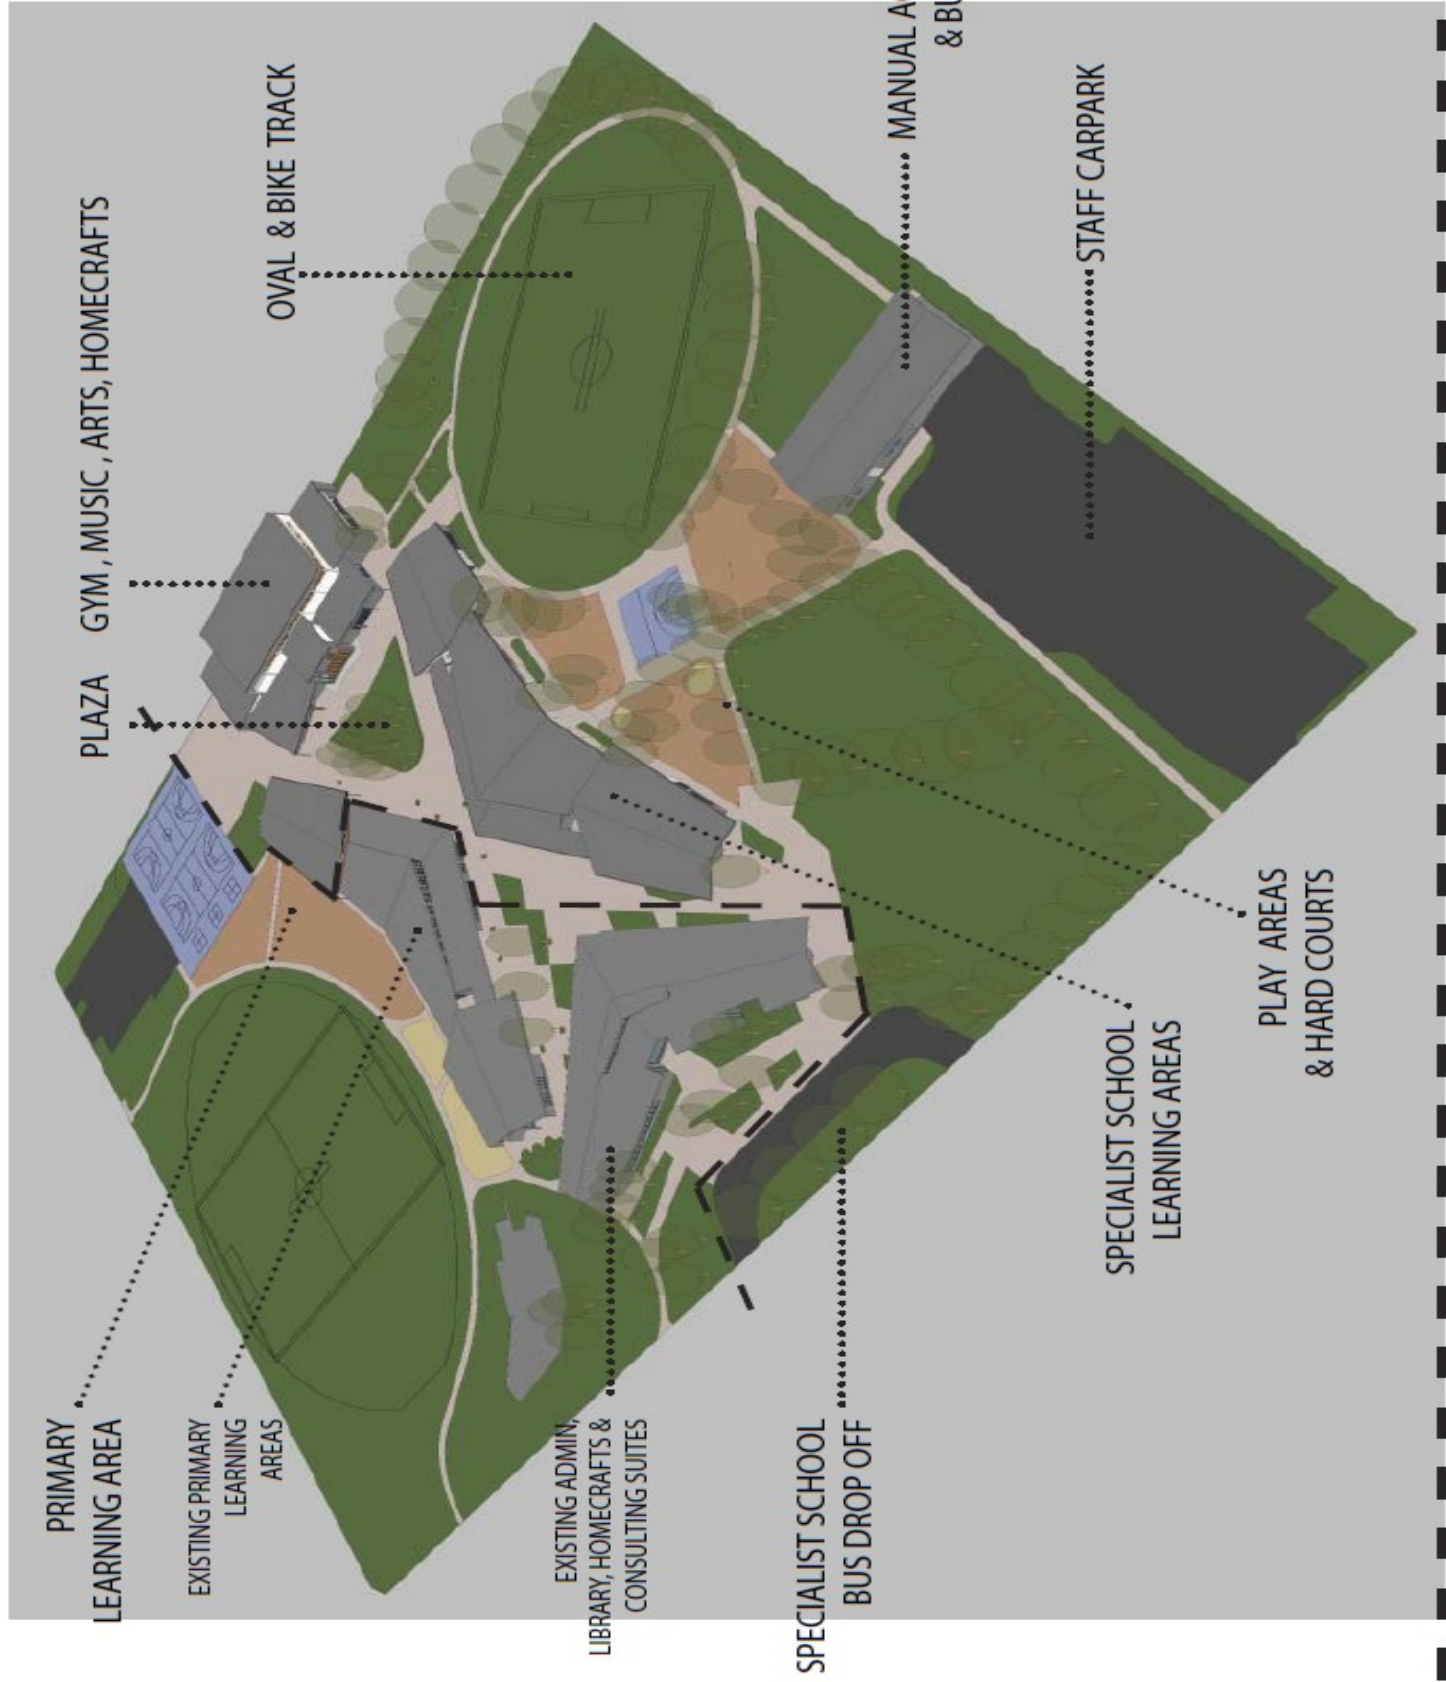 PRIMARY
LEARNING AREA
EXISTING PRIMARY
LEARNING
AREAS
EXISTING ADMIN,
LIBRARY, HOMECRAFTS &
CONSULTING SUITES
SPECIALIST SCHOOL
BUS DROP OFF
PLAZA
GYM , MUSIC , ARTS, HOMECRAFTS
OVAL & BIKE TRACK
MANUAL
&
STAFF CARPARK
PLAY AREAS
& HARD COURTS
SPECIALIST SCHOOL
LEARNING AREAS